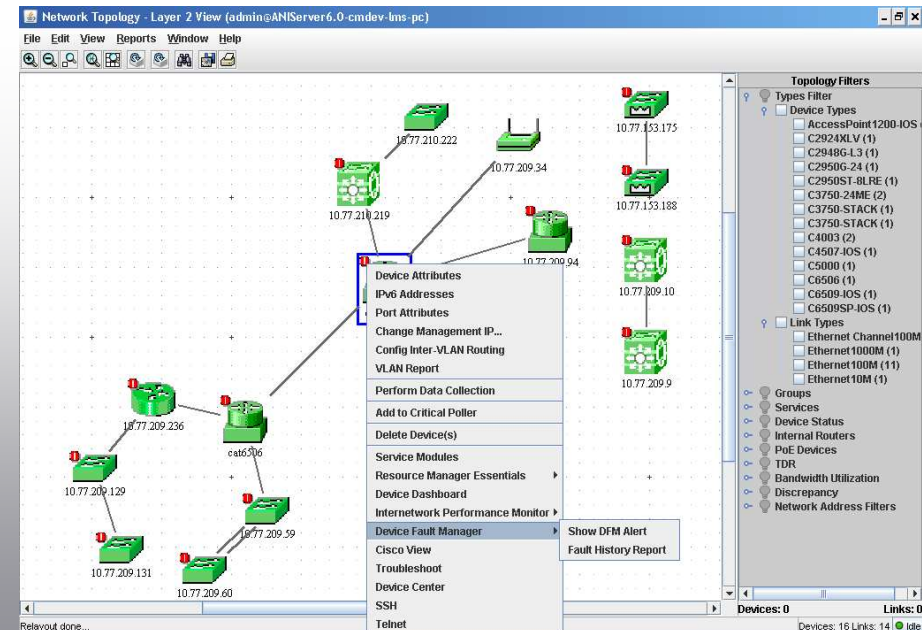 Network Topology - Layer 2 View (admin@ANIServer6.0-cmdev-lms-pc)
File Edit View Reports Window Help
10.77.210.222
10.77.209.34
10.77.153.175
10.77.210.219
10.77.153.188
10.77.209.94
10.77.209.10
10.77.209.9
10.77.209.236
cat6506
10.77.209.129
10.77.209.59
10.77.209.131
10.77.209.60
Device Attributes
IPv6 Addresses
Port Attributes
Change Management IP...
Config Inter-VLAN Routing
VLAN Report
Perform Data Collection
Add to Critical Poller
Delete Device(s)
Service Modules
Resource Manager Essentials
Device Dashboard
Internetwork Performance Monitor
Device Fault Manager
Cisco View
Troubleshoot
Device Center
SSH
Telnet
Show DFM Alert
Fault History Report
Topology Filters
Types Filter
Device Types
AccessPoint1200-IOS
C2924XLV (1)
C2948G-L3 (1)
C2950G-24 (1)
C2950ST-8LRE (1)
C3750-24ME (2)
C3750-STACK (1)
C3750-STACK (1)
C4003 (2)
C4507-IOS (1)
C5000 (1)
C6506 (1)
C6509-IOS (1)
C6509SP-IOS (1)
Link Types
Ethernet Channel100M
Ethernet1000M (1)
Ethernet100M (11)
Ethernet10M (1)
Groups
Services
Device Status
Internal Routers
PoE Devices
TDR
Bandwidth Utilization
Discrepancy
Network Address Filters
Devices: 0 Links: 0
Relayout done...
Devices: 16 Links: 14 Idle